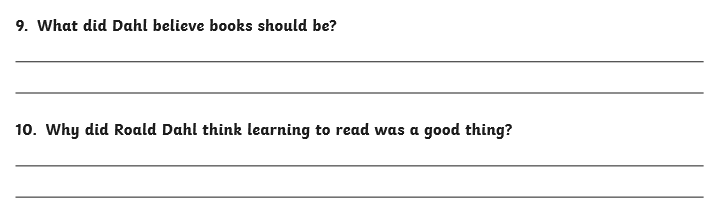 9. What did Dahl believe books should be?
10. Why did Roald Dahl think learning to read was a good thing?